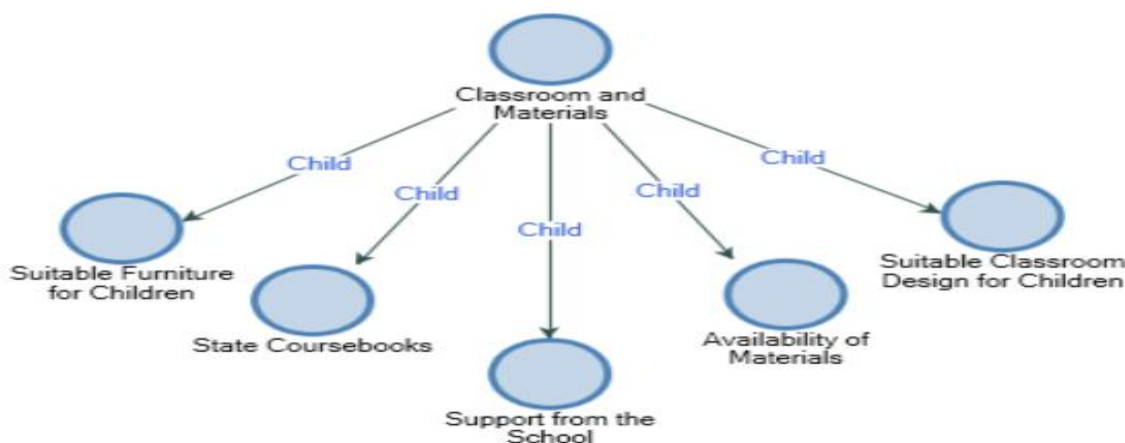 Classroom and
Materials
Child
Child
Child
Child
Child
Suitable Furniture
for Children
State Coursebooks
Support from the
School
Availability of
Materials
Suitable Classroom
Design for Children